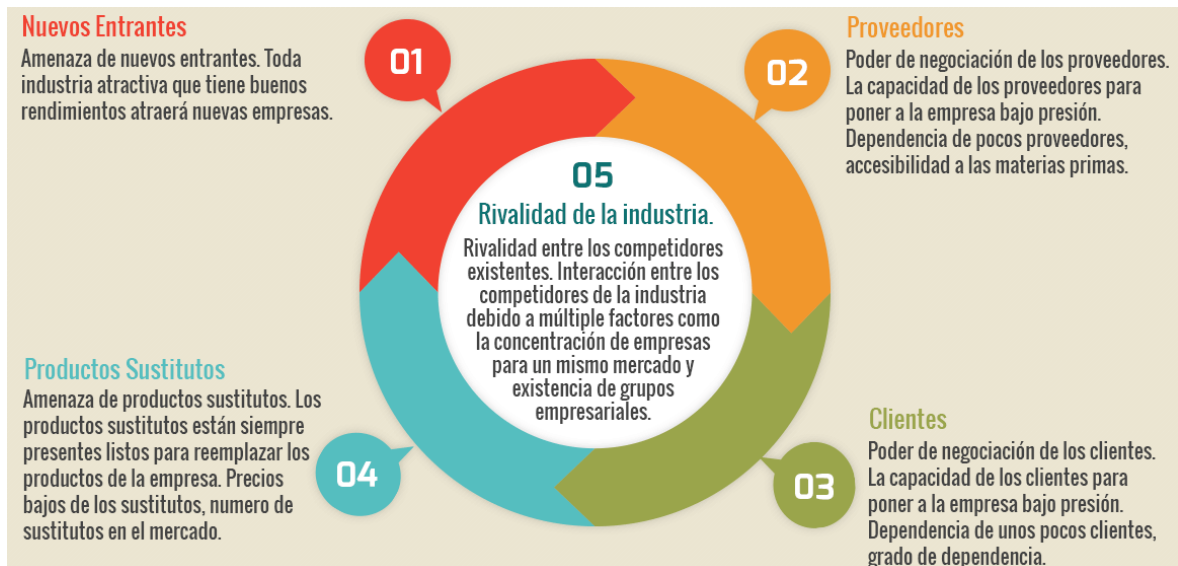 Nuevos Entrantes
Amenaza de nuevos entrantes. Toda
industria atractiva que tiene buenos
rendimientos atraerá nuevas empresas.
01
02
Proveedores
Poder de negociación de los proveedores.
La capacidad de los proveedores para
poner a la empresa bajo presión.
Dependencia de pocos proveedores,
accesibilidad a las materias primas.
05
Rivalidad de la industria.
Rivalidad entre los competidores
existentes. Interacción entre los
competidores de la industria
debido a múltiple factores como
la concentración de empresas
para un mismo mercado y
existencia de grupos
empresariales.
Productos Sustitutos
Amenaza de productos sustitutos. Los
productos sustitutos están siempre
presentes listos para reemplazar los
productos de la empresa. Precios
bajos de los sustitutos, numero de
sustitutos en el mercado.
04
03
Clientes
Poder de negociación de los clientes.
La capacidad de los clientes para
poner a la empresa bajo presión.
Dependencia de unos pocos clientes,
grado de dependencia.